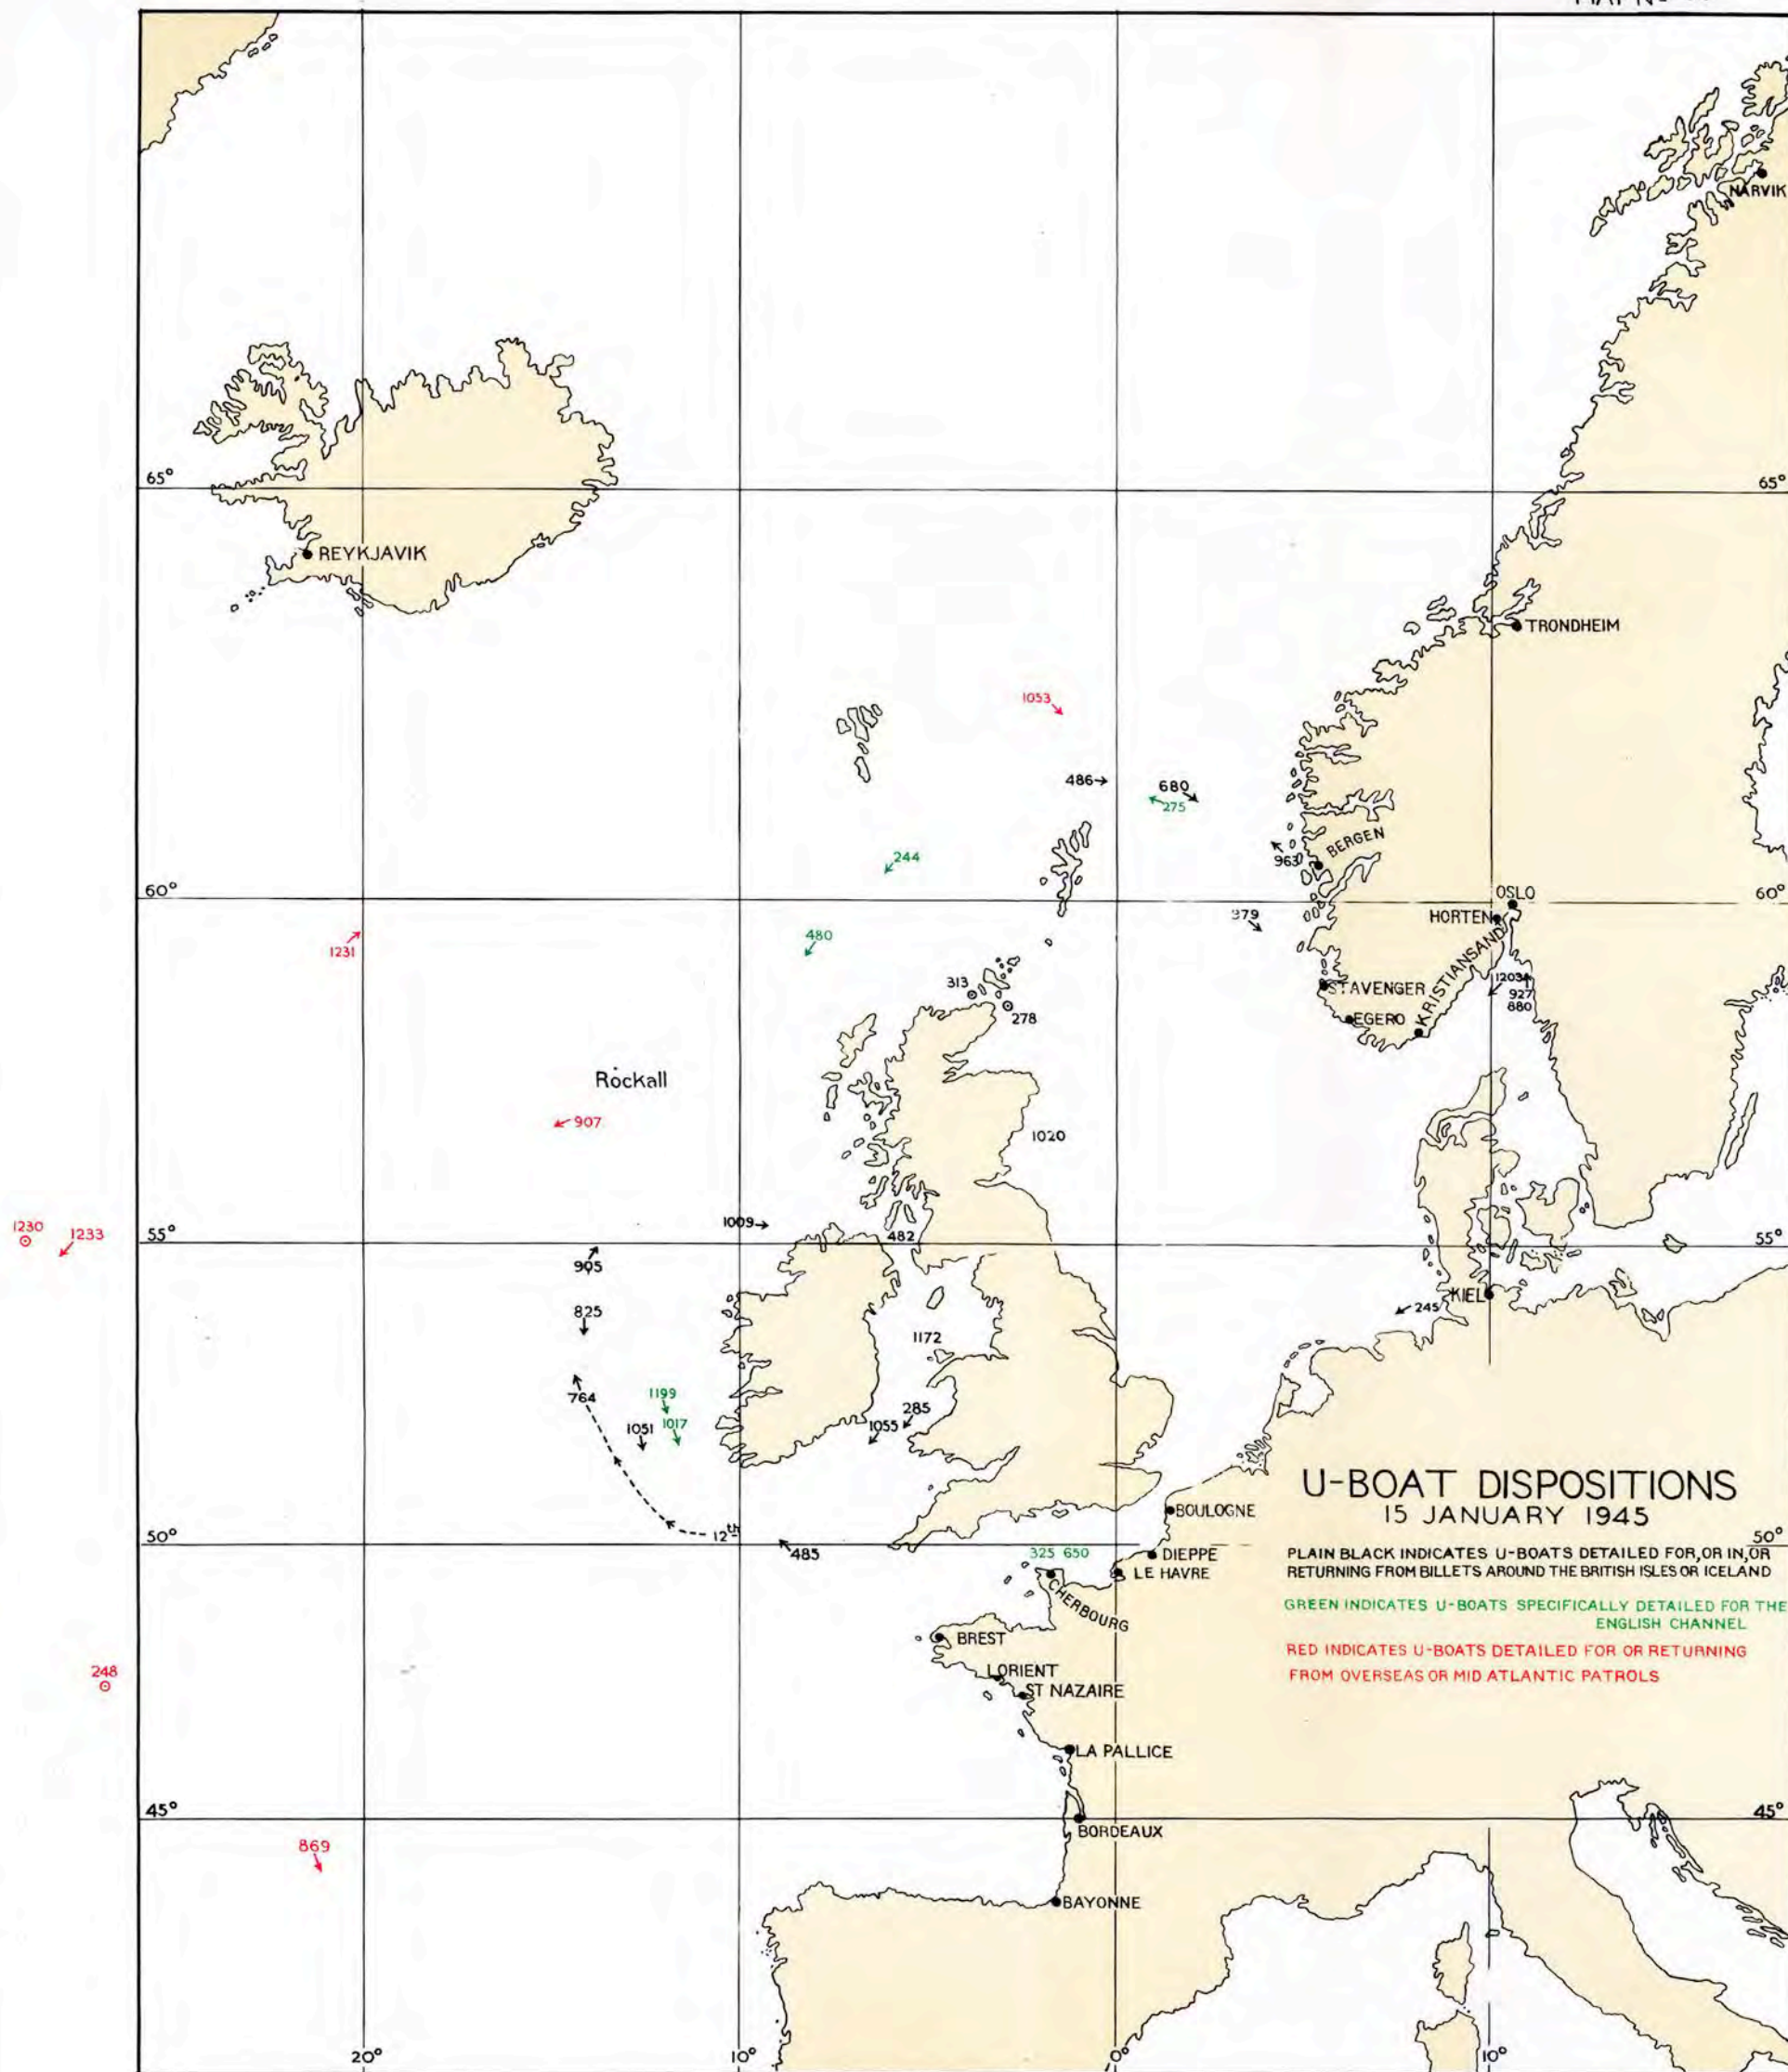 NARVIK
65°
65°
REYKJAVIK
TRONDHEIM
1053
486
680
275
BERGEN
963
244
60°
60°
OSLO
HORTEN
KRISTIANSAND
379
1231
480
313
278
STAVENGER
EGERO
927
880
Rockall
907
1020
1230
1233
55°
55°
1009
482
905
KIEL
245
825
1172
764
1199
1051
1017
285
1055
12th
485
50°
50°
BOULOGNE
DIEPPE
LE HAVRE
325 650
CHERBOURG
U-BOAT DISPOSITIONS
15 JANUARY 1945
PLAIN BLACK INDICATES U-BOATS DETAILED FOR, OR IN, OR
RETURNING FROM BILLETS AROUND THE BRITISH ISLES OR ICELAND
GREEN INDICATES U-BOATS SPECIFICALLY DETAILED FOR THE
ENGLISH CHANNEL
RED INDICATES U-BOATS DETAILED FOR OR RETURNING
FROM OVERSEAS OR MID ATLANTIC PATROLS
BREST
LORIENT
ST NAZAIRE
248
LA PALLICE
45°
45°
BORDEAUX
869
BAYONNE
20°
10°
0°
10°